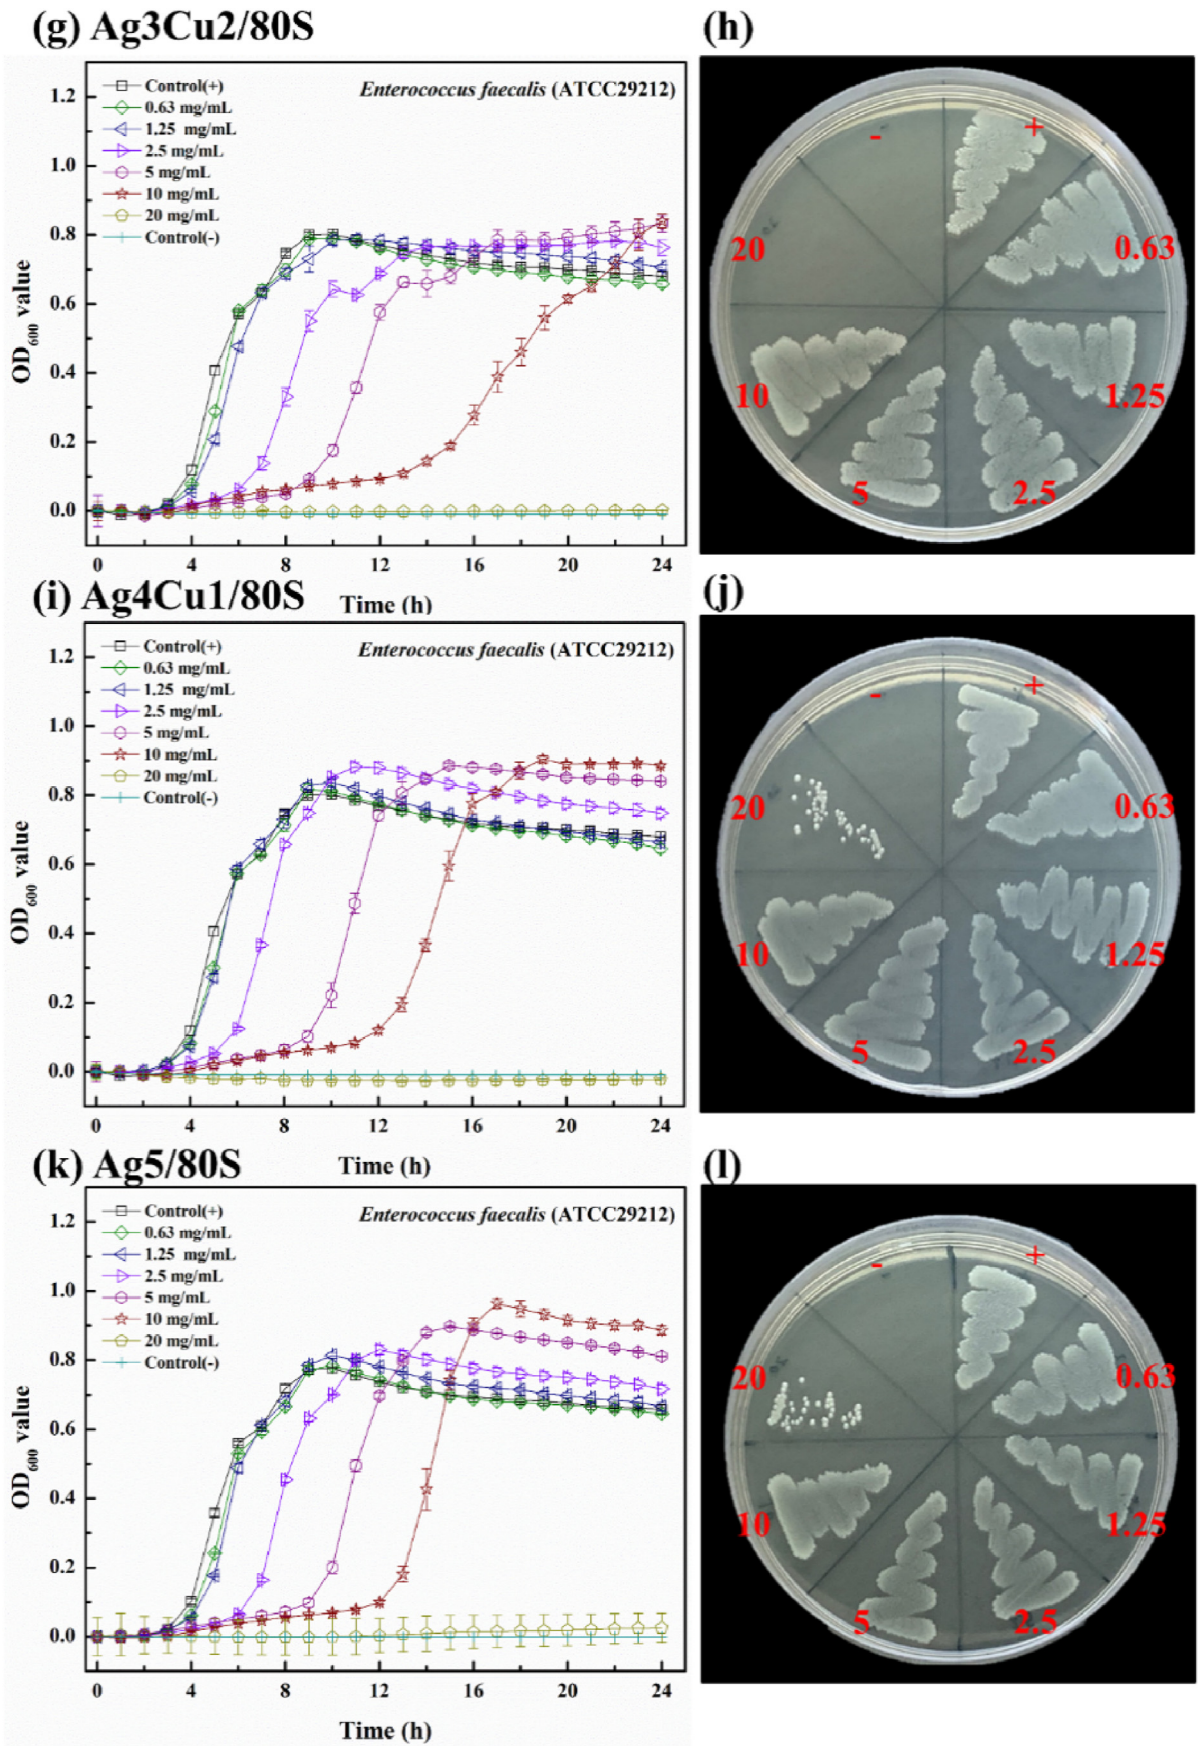 (g) Ag3Cu2/80S
Control(+)
0.63 mg/mL
1.25 mg/mL
2.5 mg/mL
5 mg/mL
10 mg/mL
20 mg/mL
Control(-)
Enterococcus faecalis (ATCC29212)
OD600 value
1.2
1.0
0.8
0.6
0.4
0.2
0.0
0 4 8 12 16 20 24
Time (h)
(h)
-
+
20
0.63
10
1.25
5
2.5
(i) Ag4Cu1/80S
Control(+)
0.63 mg/mL
1.25 mg/mL
2.5 mg/mL
5 mg/mL
10 mg/mL
20 mg/mL
Control(-)
Enterococcus faecalis (ATCC29212)
OD600 value
1.2
1.0
0.8
0.6
0.4
0.2
0.0
0 4 8 12 16 20 24
Time (h)
(j)
-
+
20
0.63
10
1.25
5
2.5
(k) Ag5/80S
Control(+)
0.63 mg/mL
1.25 mg/mL
2.5 mg/mL
5 mg/mL
10 mg/mL
20 mg/mL
Control(-)
Enterococcus faecalis (ATCC29212)
OD600 value
1.2
1.0
0.8
0.6
0.4
0.2
0.0
0 4 8 12 16 20 24
Time (h)
(l)
-
+
20
0.63
10
1.25
5
2.5